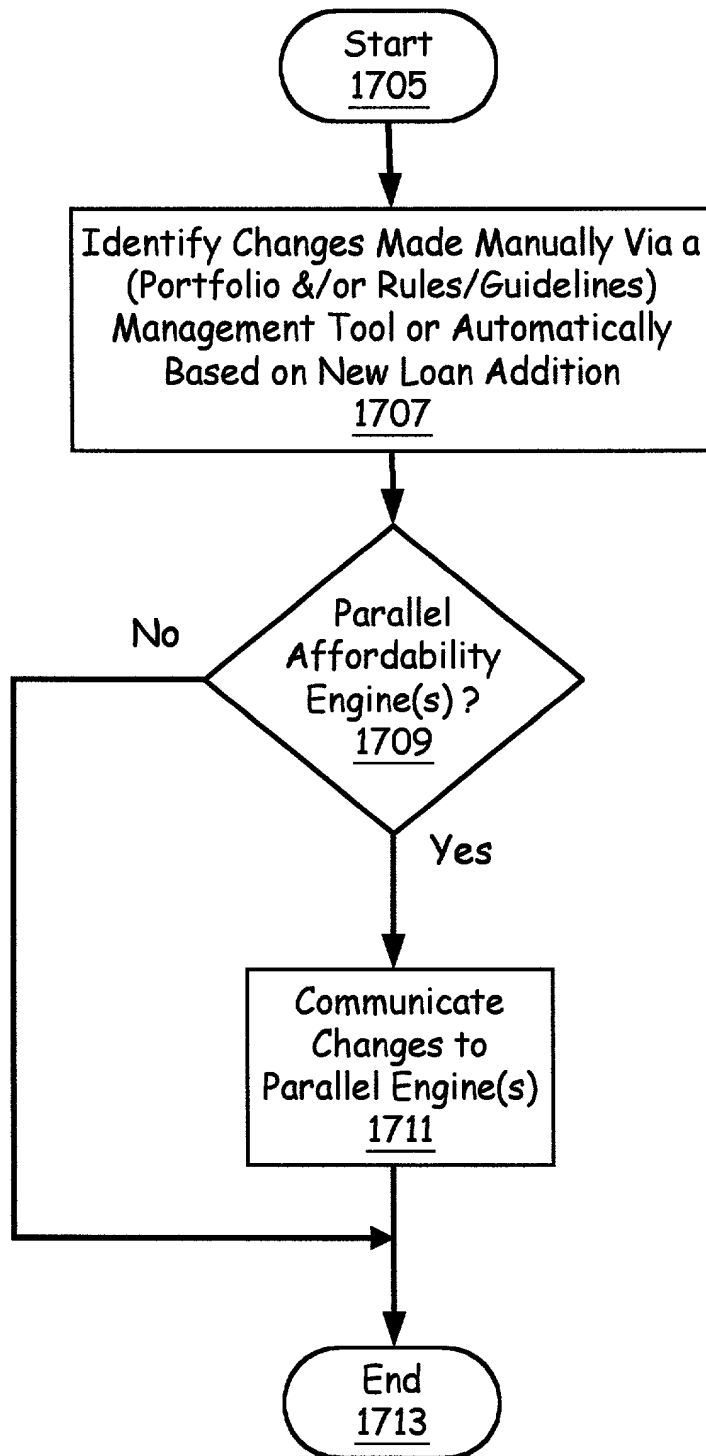 Start
1705
Identify Changes Made Manually Via a
(Portfolio &/or Rules/Guidelines)
Management Tool or Automatically
Based on New Loan Addition
1707
Parallel
Affordability
Engine(s) ?
1709
No
Yes
Communicate
Changes to
Parallel Engine(s)
1711
End
1713